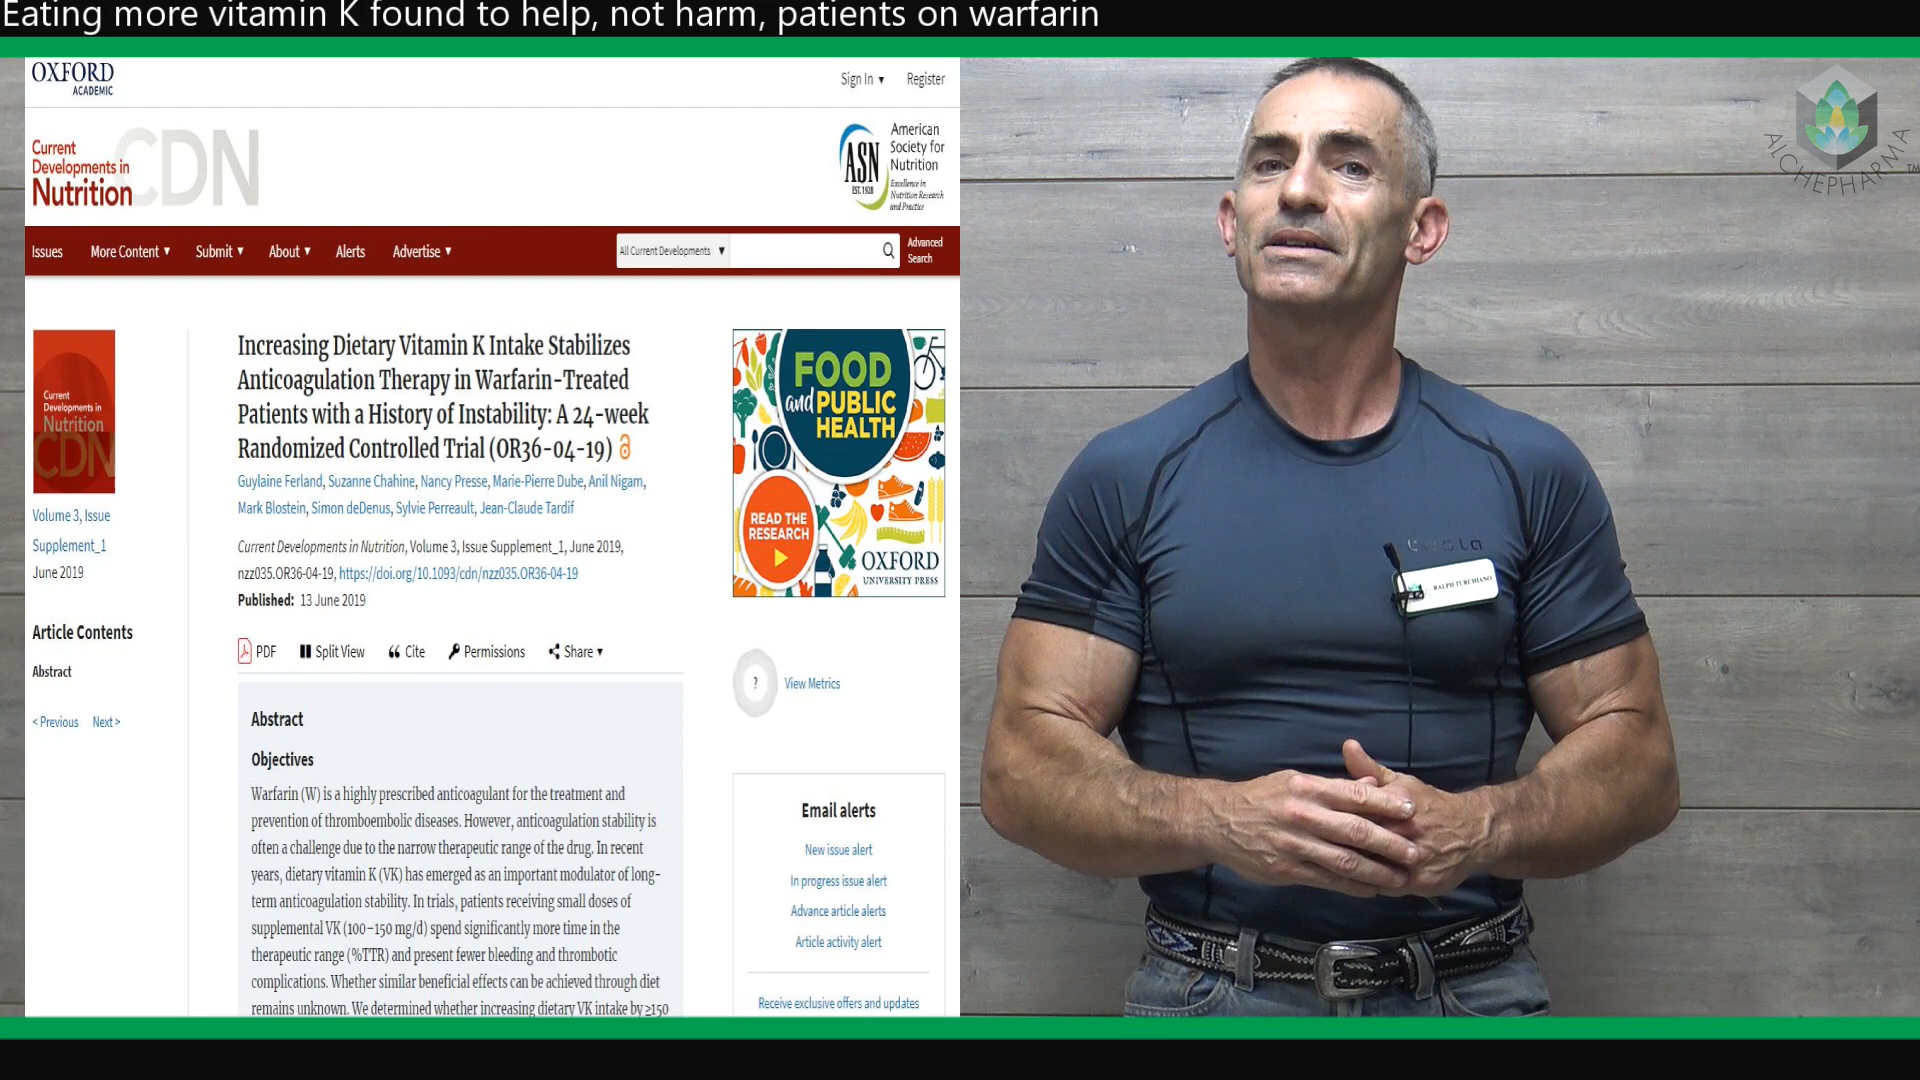 Eating more vitamin K found to help, not harm, patients on warfarin
OXFORD
ACADEMIC
Sign In ▼ Register
Current
Developments in
Nutrition
CDN
ASN
EST. 1928
American
Society for
Nutrition
Excellence in
Nutrition Research
and Practice
Issues More Content ▼ Submit ▼ About ▼ Alerts Advertise ▼
All Current Developments ▼
Advanced
Search
Current
Developments in
Nutrition
CDN
Volume 3, Issue
Supplement_1
June 2019
Article Contents
Abstract
< Previous Next >
Increasing Dietary Vitamin K Intake Stabilizes
Anticoagulation Therapy in Warfarin-Treated
Patients with a History of Instability: A 24-week
Randomized Controlled Trial (OR36-04-19)
Guylaine Ferland, Suzanne Chahine, Nancy Presse, Marie-Pierre Dube, Anil Nigam,
Mark Blostein, Simon deDenus, Sylvie Perreault, Jean-Claude Tardif
Current Developments in Nutrition, Volume 3, Issue Supplement_1, June 2019,
nzz035.OR36-04-19, https://doi.org/10.1093/cdn/nzz035.OR36-04-19
Published: 13 June 2019
PDF Split View Cite Permissions Share ▼
Abstract
Objectives
Warfarin (W) is a highly prescribed anticoagulant for the treatment and
prevention of thromboembolic diseases. However, anticoagulation stability is
often a challenge due to the narrow therapeutic range of the drug. In recent
years, dietary vitamin K (VK) has emerged as an important modulator of long-
term anticoagulation stability. In trials, patients receiving small doses of
supplemental VK (100–150 mg/d) spend significantly more time in the
therapeutic range (%TTR) and present fewer bleeding and thrombotic
complications. Whether similar beneficial effects can be achieved through diet
remains unknown. We determined whether increasing dietary VK intake by ≥150
FOOD
and PUBLIC
HEALTH
READ THE
RESEARCH
OXFORD
UNIVERSITY PRESS
? View Metrics
Email alerts
New issue alert
In progress issue alert
Advance article alerts
Article activity alert
Receive exclusive offers and updates
ALCHEPHARMA
TM
RALPH TURCHIANO